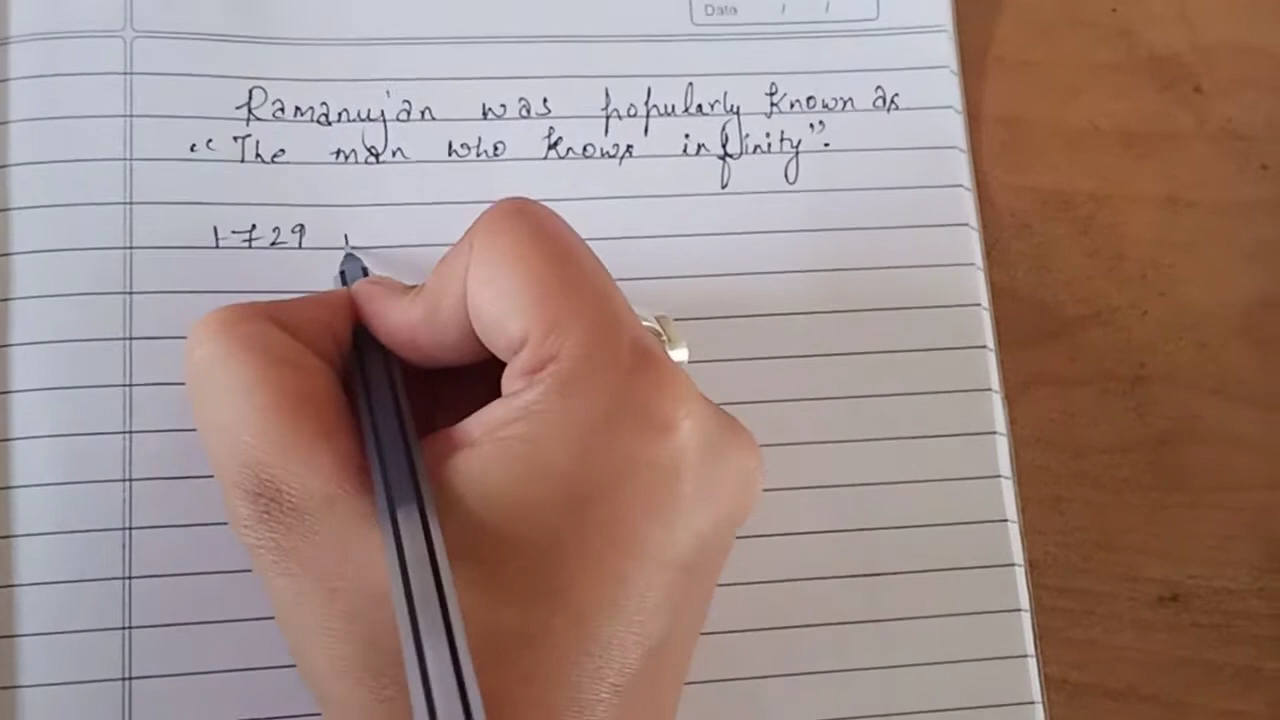 Date / /
Ramanujan was popularly known as
"The man who knows infinity".
1729